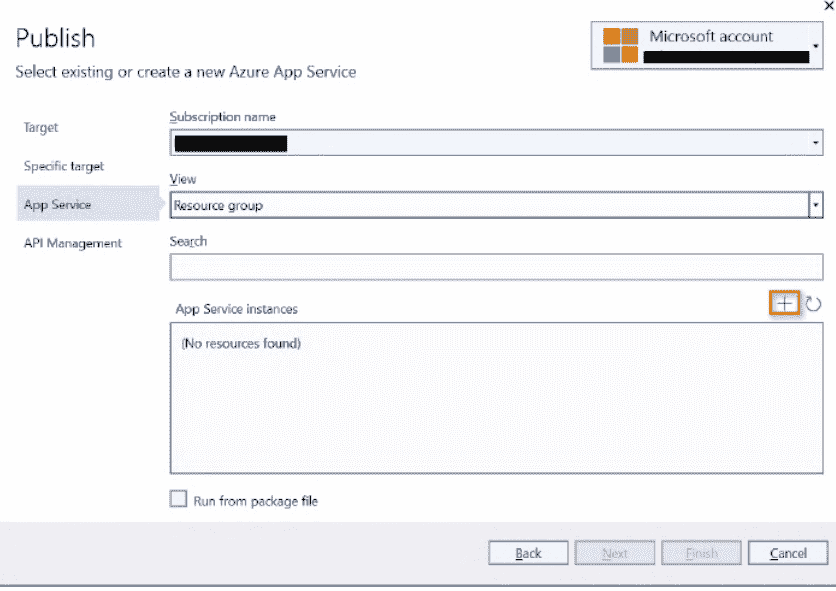 Publish
Select existing or create a new Azure App Service
Microsoft account
Target
Specific target
App Service
API Management
Subscription name
View
Resource group
Search
App Service instances
(No resources found)
Run from package file
Back
Next
Finish
Cancel